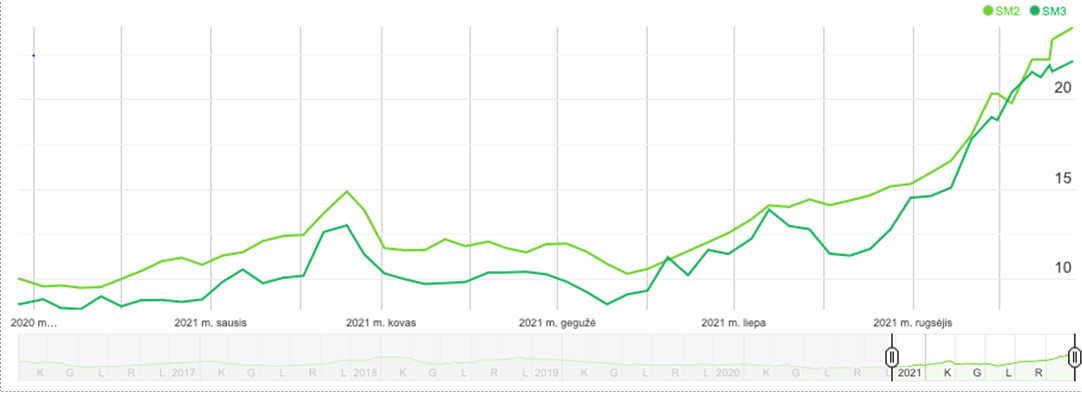 SM2 SM3
20
15
10
2020 m... 2021 m. sausis 2021 m. kovas 2021 m. gegužė 2021 m. liepa 2021 m. rugsėjis
K G L R L 2017 K G L R L 2018 K G L R L 2019 K G L R L 2020 K G L R L 2021 K G L R